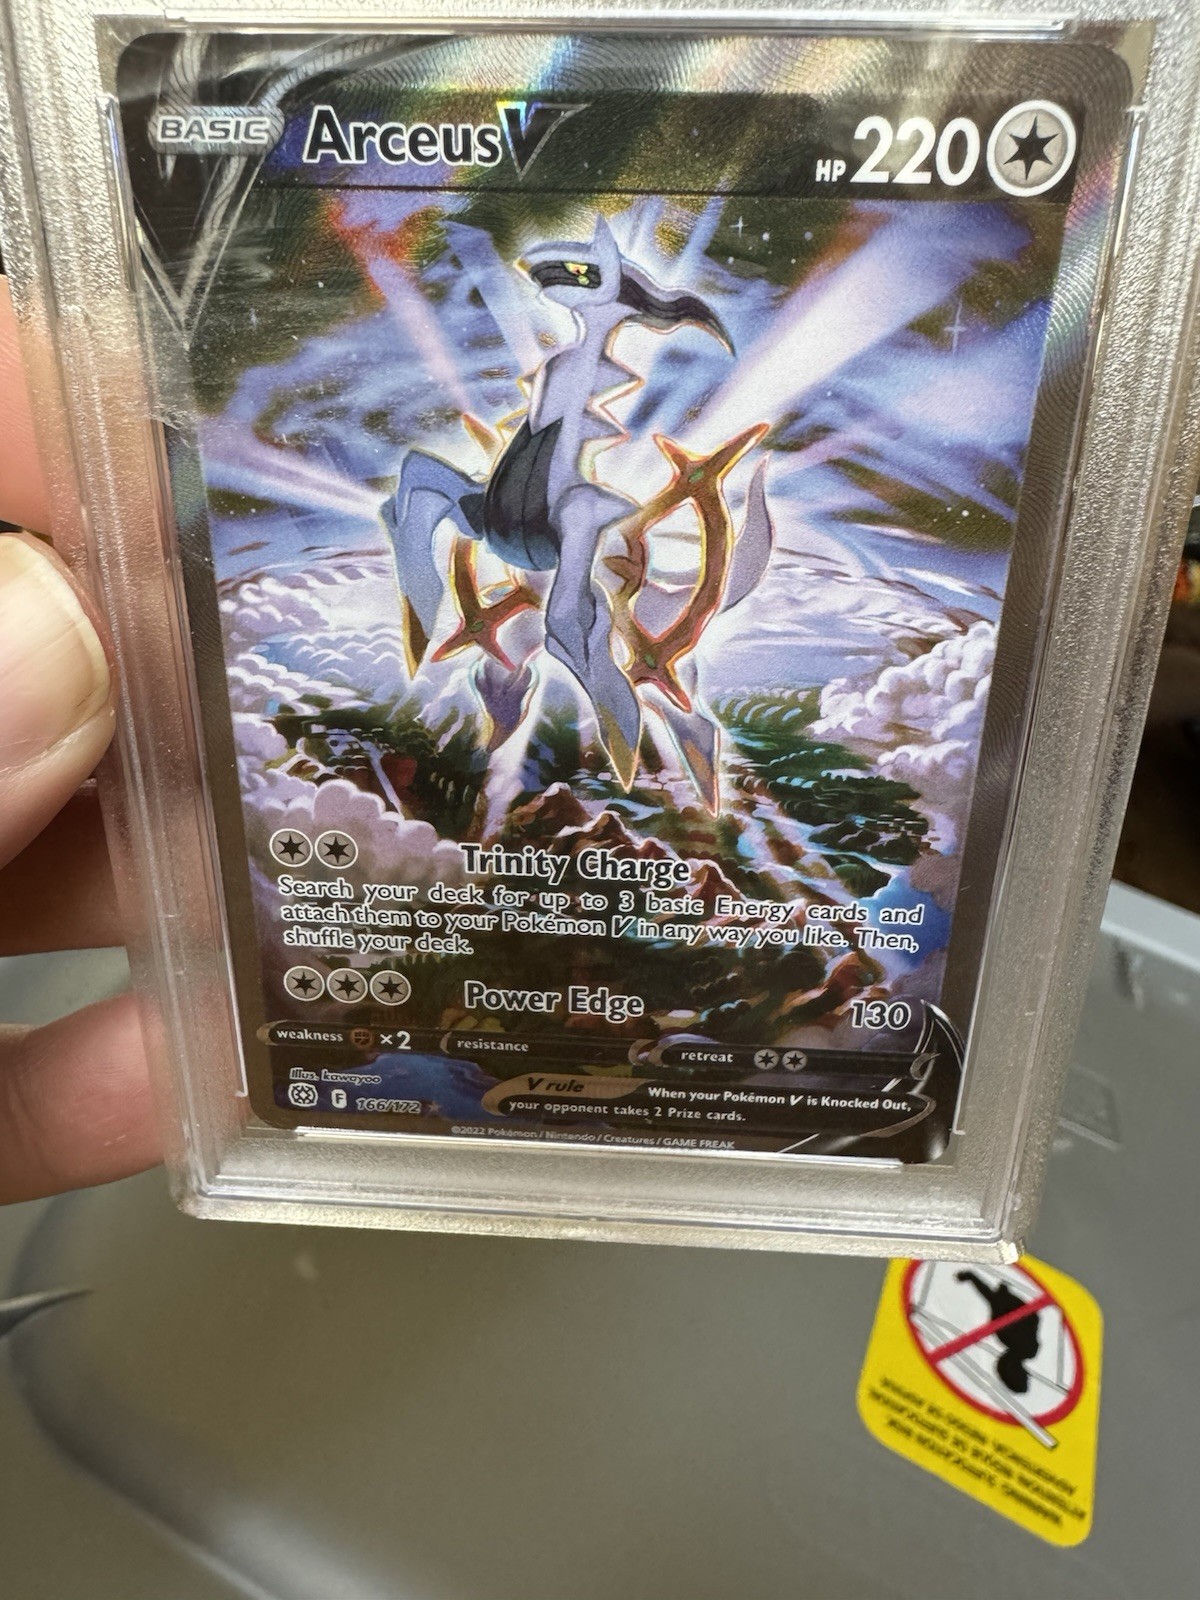 BASIC Arceus V HP 220
Trinity Charge
Search your deck for up to 3 basic Energy cards and
attach them to your Pokémon V in any way you like. Then,
shuffle your deck.
Power Edge 130
weakness ×2 resistance retreat
Illus. kawayoo
F 166/172
V rule When your Pokémon V is Knocked Out,
your opponent takes 2 Prize cards.
©2022 Pokémon / Nintendo / Creatures / GAME FREAK